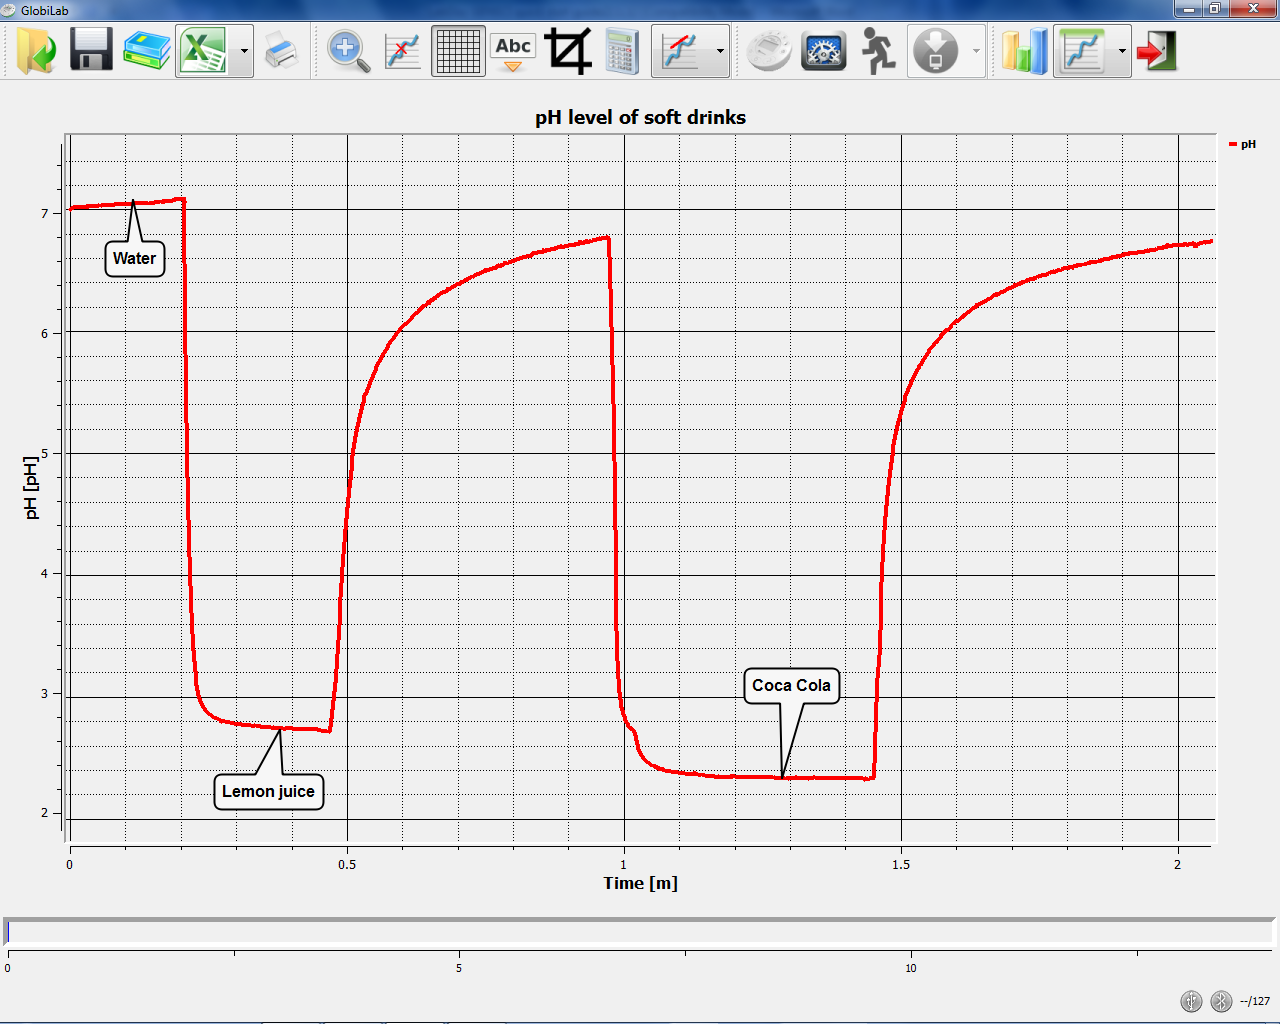 GlobiLab
Abc
pH level of soft drinks
pH
7
Water
6
5
pH [pH]
4
3
Coca Cola
Lemon juice
2
0 0.5 1 1.5 2
Time [m]
0 5 10
--/127